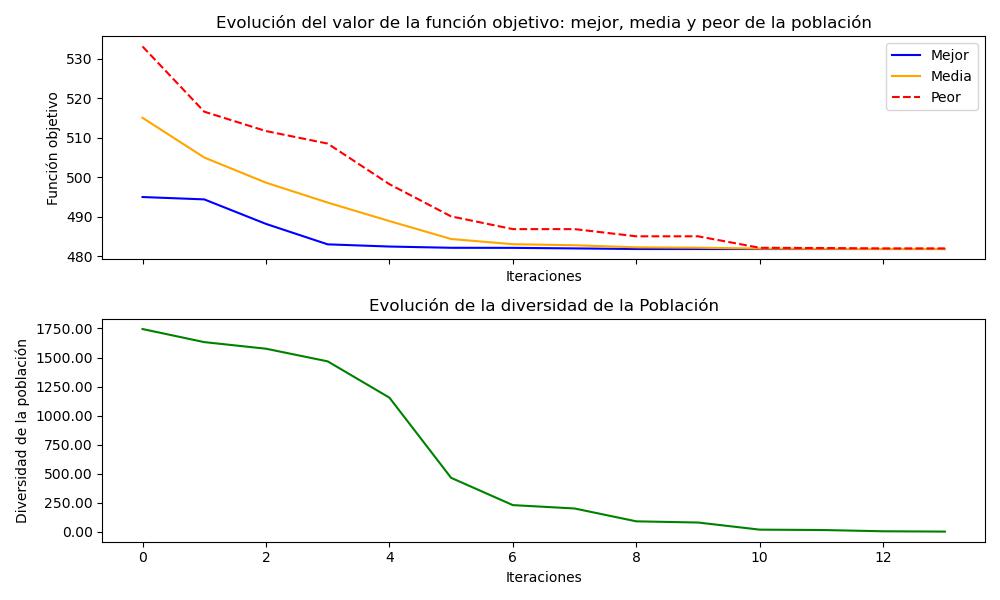 Evolución del valor de la función objetivo: mejor, media y peor de la población
Función objetivo
530
520
510
500
490
480
Mejor
Media
Peor
Iteraciones
Evolución de la diversidad de la Población
Diversidad de la población
1750.00
1500.00
1250.00
1000.00
750.00
500.00
250.00
0.00
0 2 4 6 8 10 12
Iteraciones